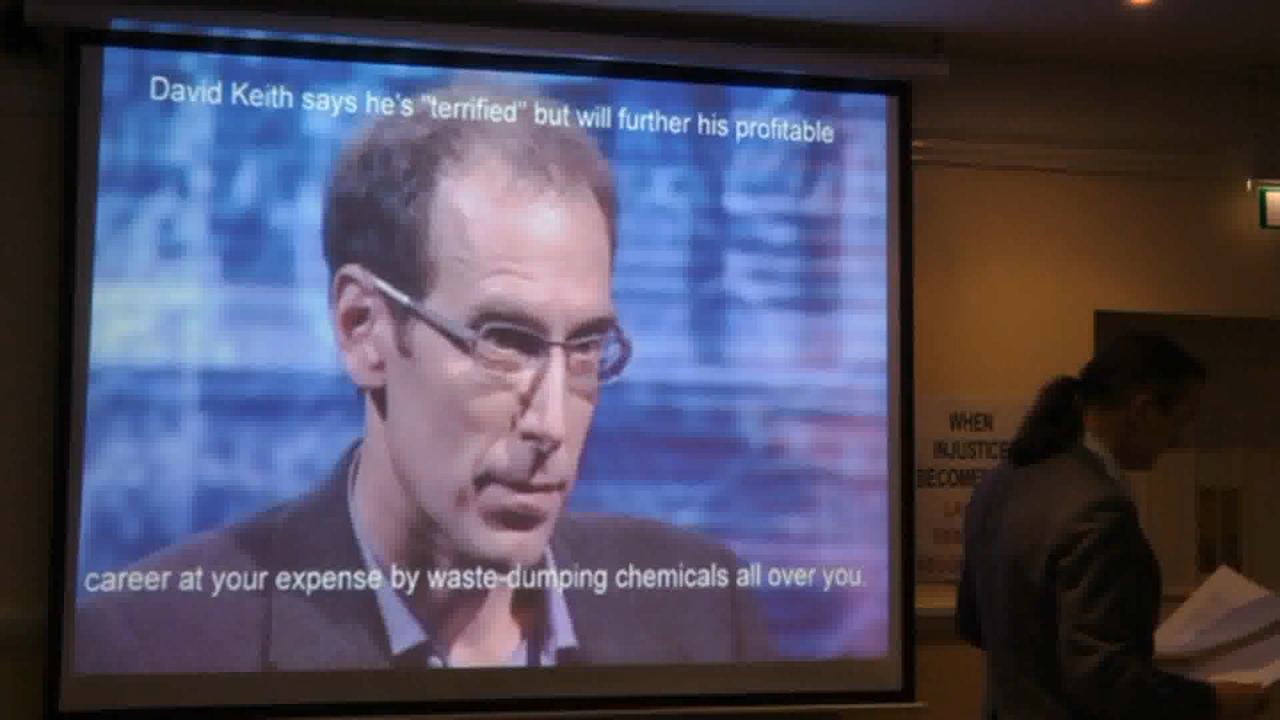 David Keith says he's "terrified" but will further his profitable
career at your expense by waste-dumping chemicals all over you.
WHEN
INJUSTICE
BECOMES